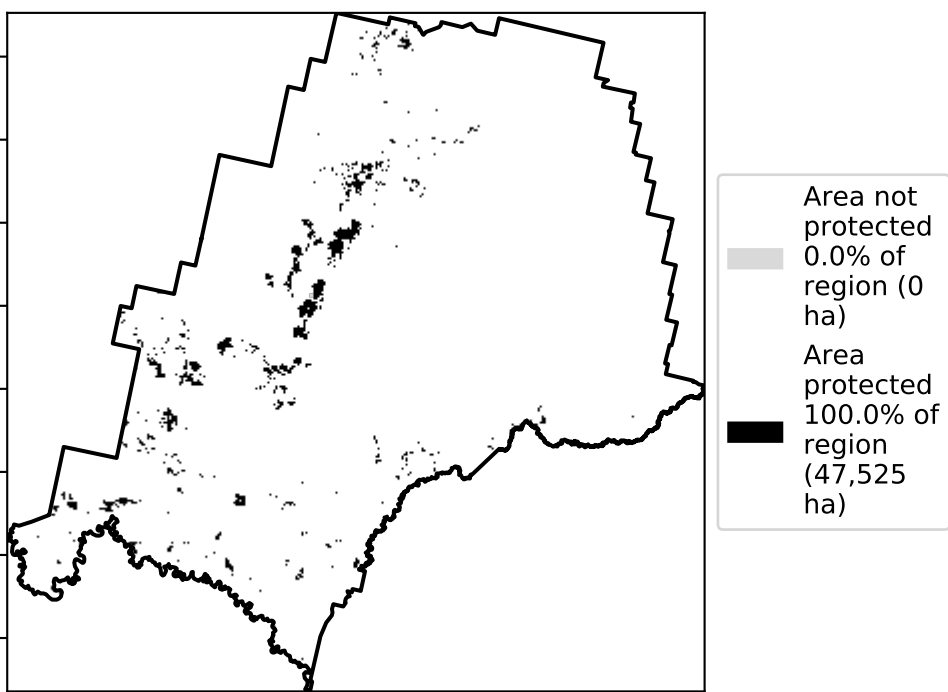 Area not
protected
0.0% of
region (0
ha)
Area
protected
100.0% of
region
(47,525
ha)